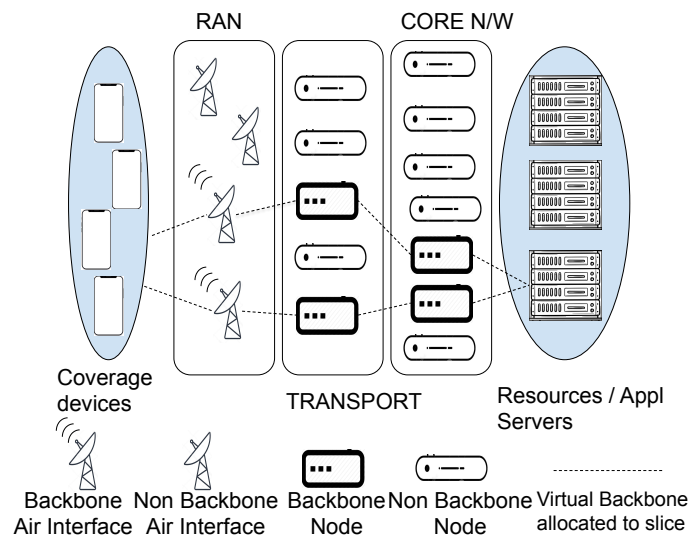 RAN
CORE N/W
Coverage
devices
TRANSPORT
Resources / Appl
Servers
Backbone
Air Interface
Non Backbone
Air Interface
Backbone
Node
Non Backbone
Node
Virtual Backbone
allocated to slice